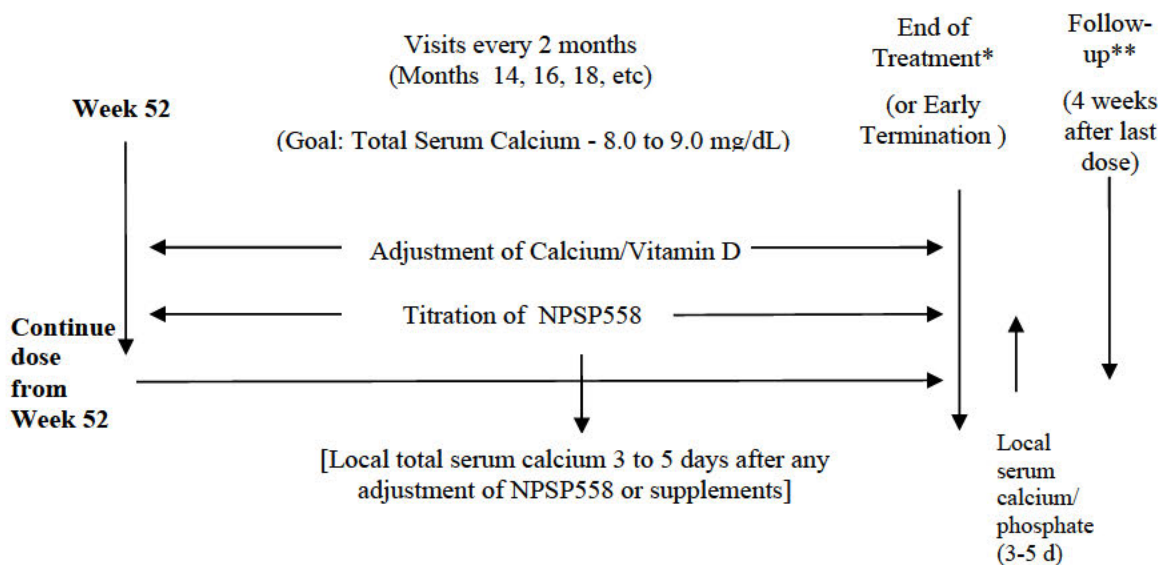 Visits every 2 months
(Months 14, 16, 18, etc)
Week 52
(Goal: Total Serum Calcium - 8.0 to 9.0 mg/dL)
End of
Treatment*
(or Early
Termination )
Follow-
up**
(4 weeks
after last
dose)
Adjustment of Calcium/Vitamin D
Titration of NPSP558
Continue
dose
from
Week 52
[Local total serum calcium 3 to 5 days after any
adjustment of NPSP558 or supplements]
Local
serum
calcium/
phosphate
(3-5 d)